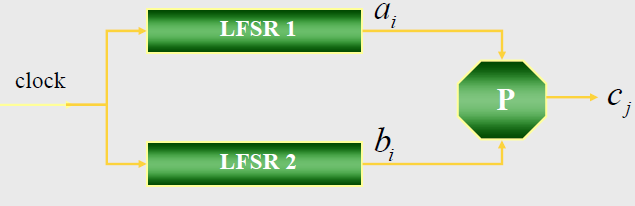 LFSR 1
a_i
clock
P
c_j
LFSR 2
b_i